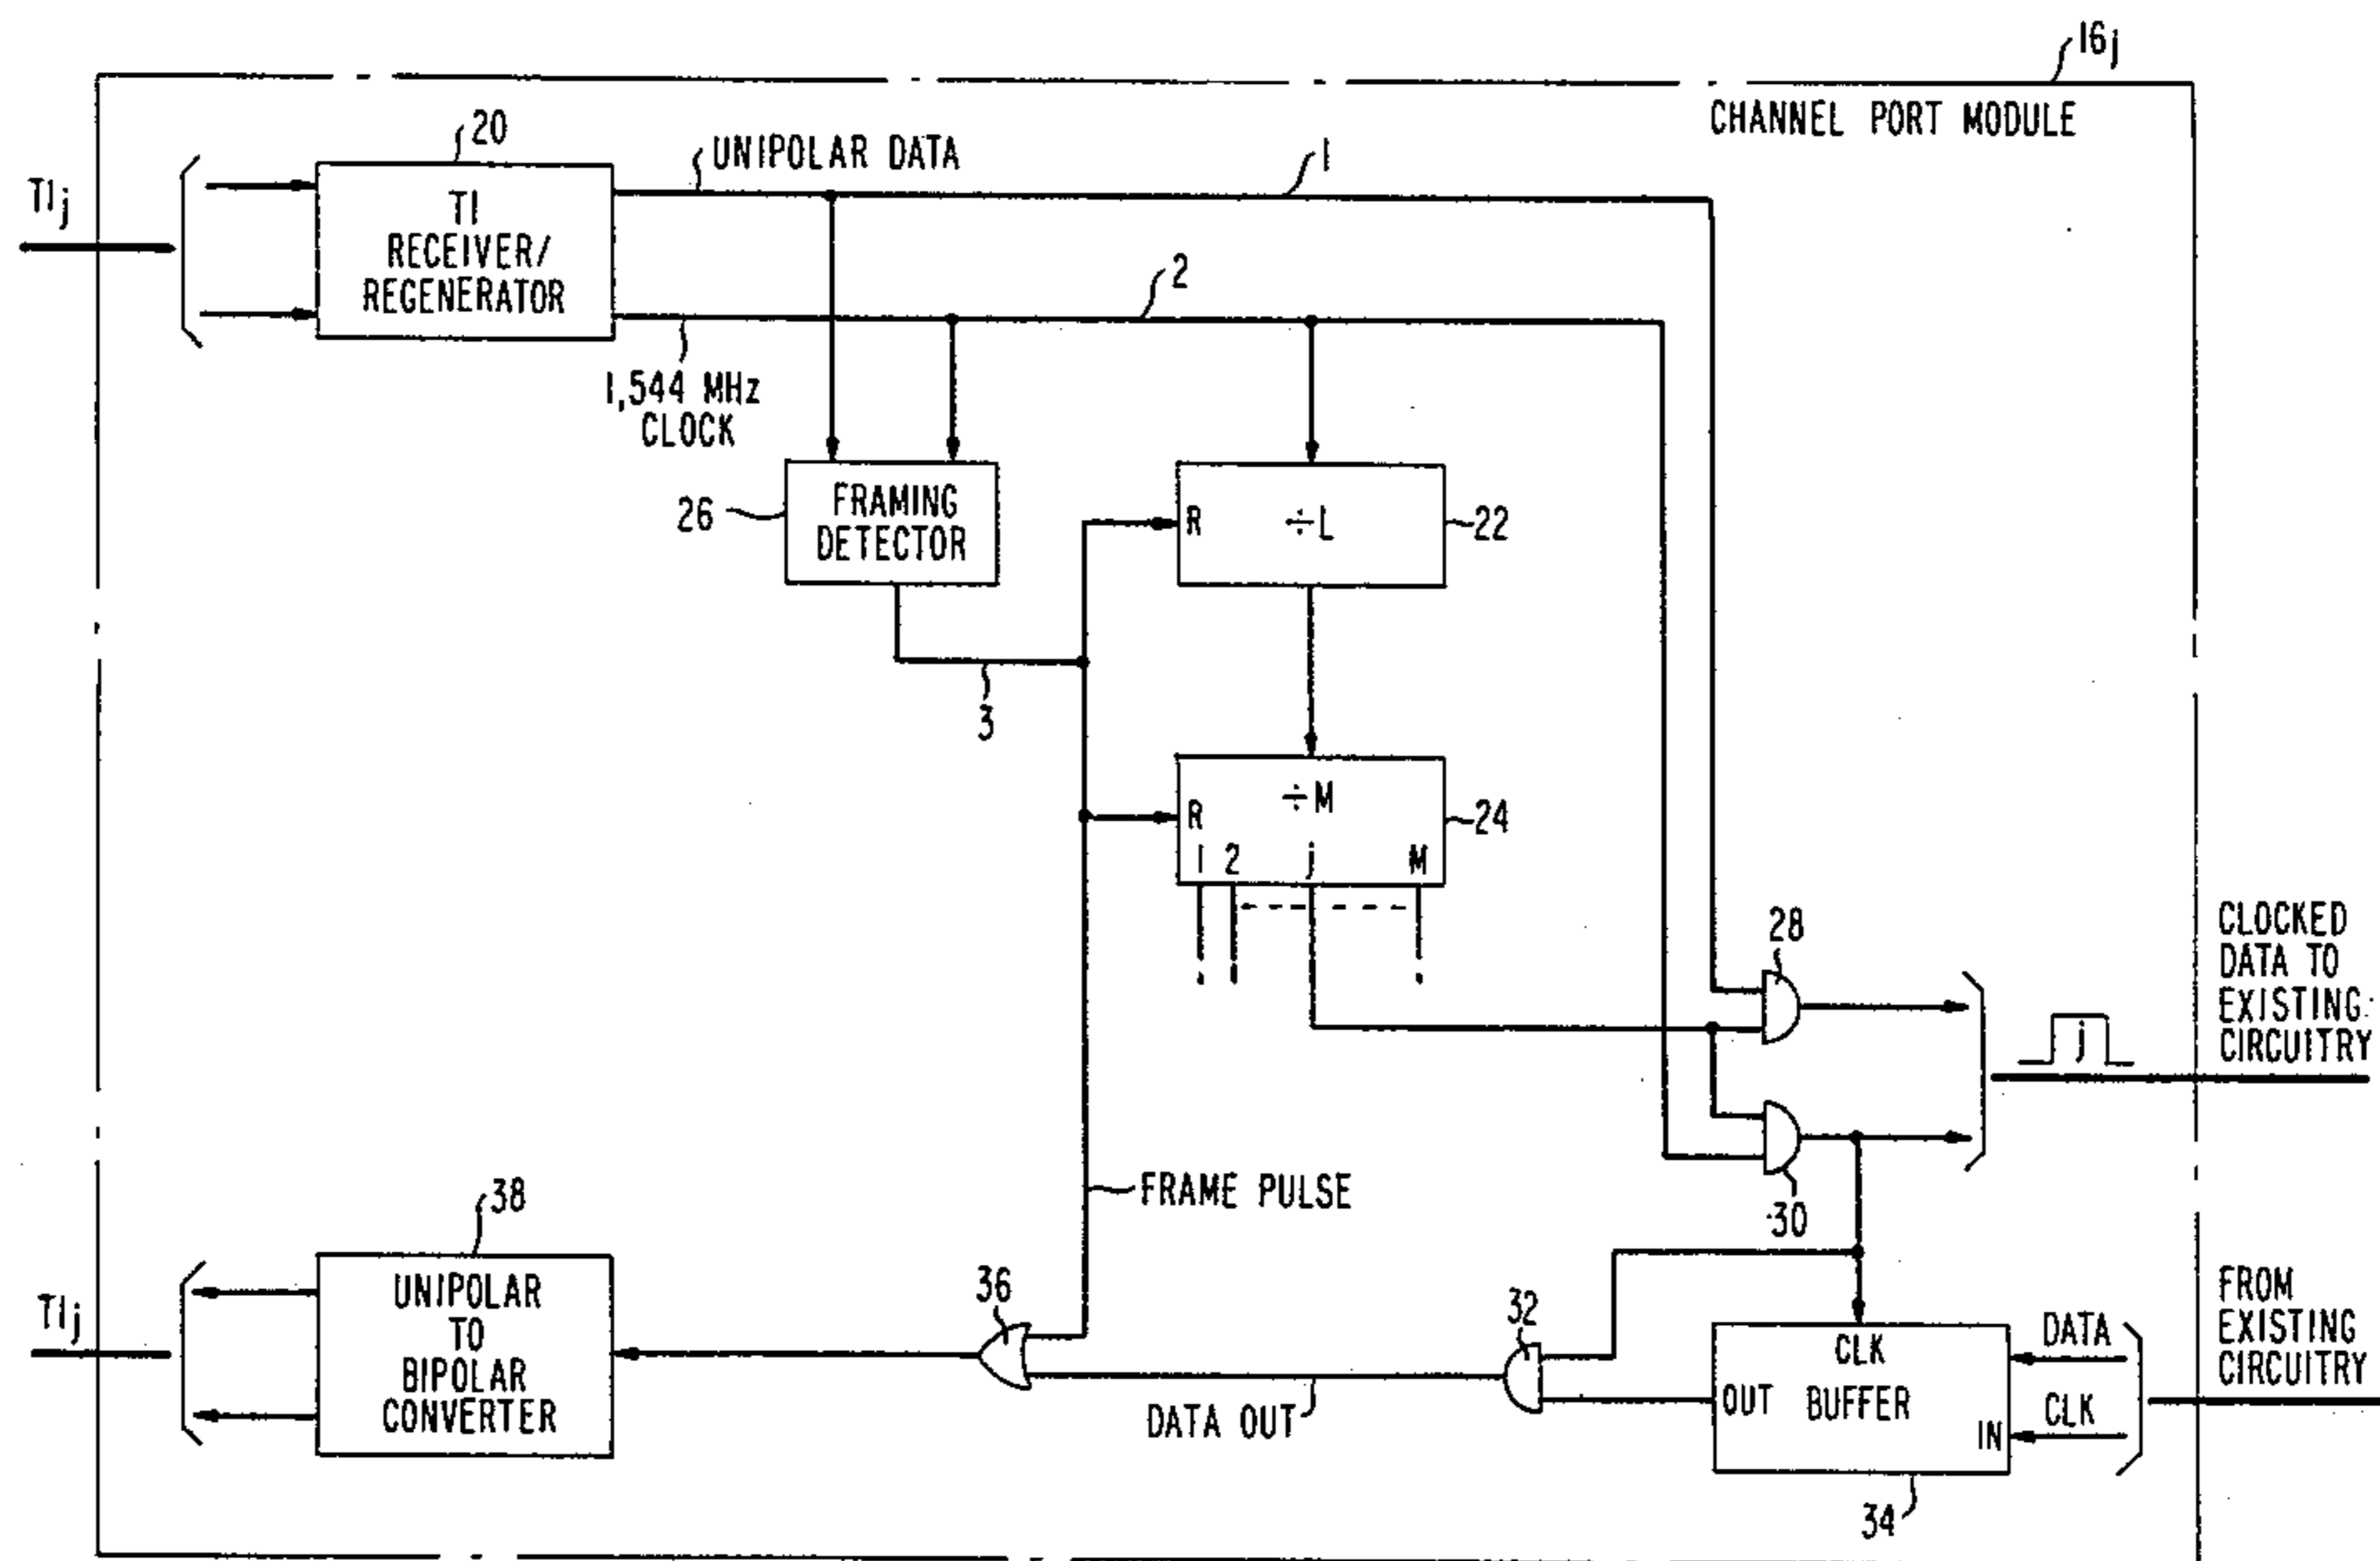 16j
CHANNEL PORT MODULE
20
UNIPOLAR DATA
1
T1j
T1
RECEIVER/
REGENERATOR
2
1,544 MHz
CLOCK
26
FRAMING
DETECTOR
R
÷L
22
3
÷M
R
24
1 2 j M
28
CLOCKED
DATA TO
EXISTING
CIRCUITRY
j
30
FRAME PULSE
38
UNIPOLAR
TO
BIPOLAR
CONVERTER
T1j
36
32
DATA OUT
CLK
OUT
BUFFER
IN
DATA
CLK
FROM
EXISTING
CIRCUITRY
34